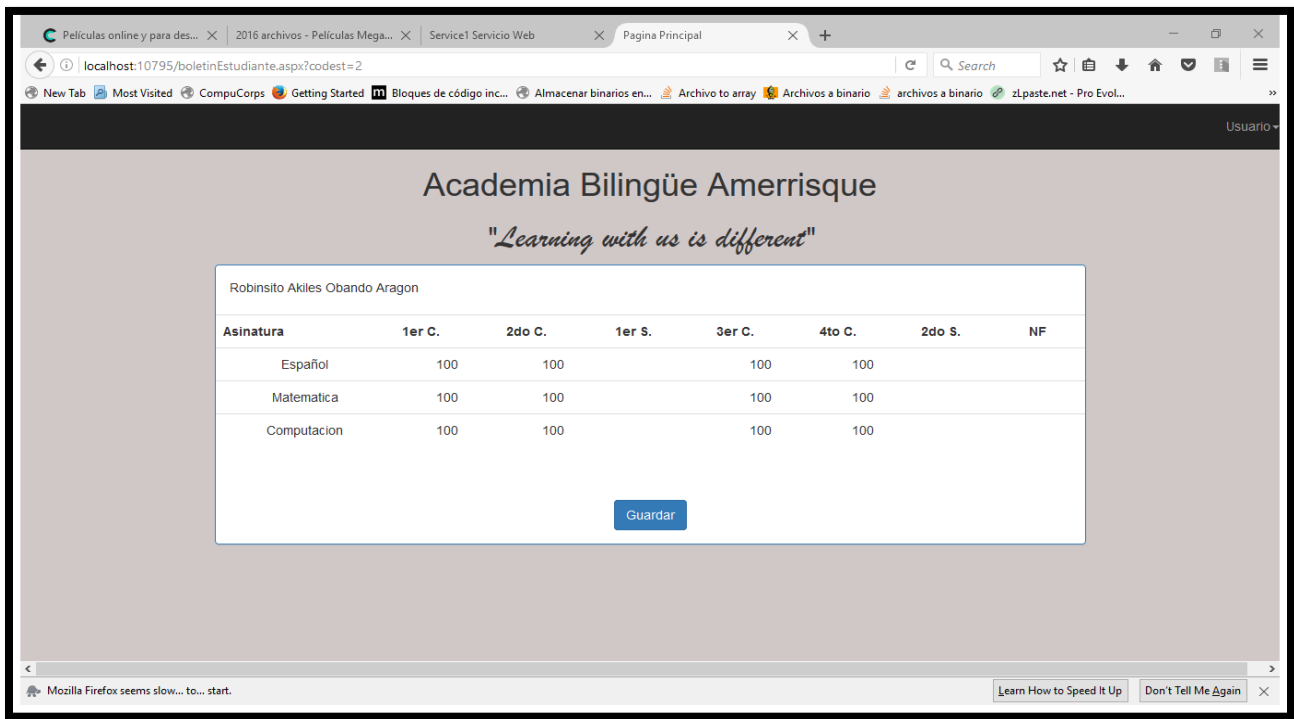 Películas online y para des... 2016 archivos - Películas Mega... Service1 Servicio Web Pagina Principal
localhost:10795/boletinEstudiante.aspx?codest=2 Search
New Tab Most Visited CompuCorps Getting Started Bloques de código inc... Almacenar binarios en... Archivo to array Archivos a binario archivos a binario zLpaste.net - Pro Evol...
Usuario
Academia Bilingüe Amerrisque
"Learning with us is different"
Robinsito Akiles Obando Aragon
Asinatura 1er C. 2do C. 1er S. 3er C. 4to C. 2do S. NF
Español 100 100 100 100
Matematica 100 100 100 100
Computacion 100 100 100 100
Guardar
Mozilla Firefox seems slow... to... start. Learn How to Speed It Up Don't Tell Me Again